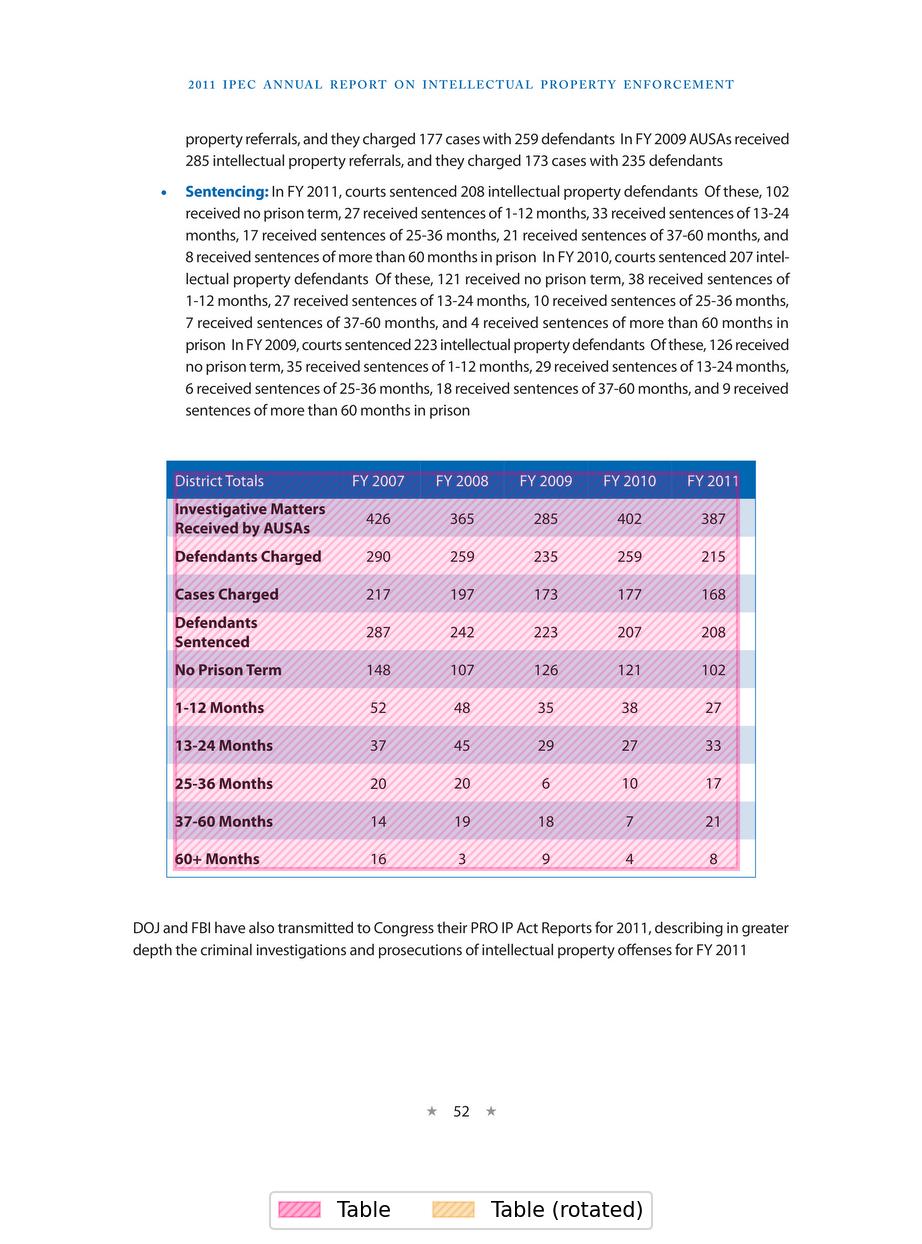 2011 IPEC ANNUAL REPORT ON INTELLECTUAL PROPERTY ENFORCEMENT
property referrals, and they charged 177 cases with 259 defendants In FY 2009 AUSAs received
285 intellectual property referrals, and they charged 173 cases with 235 defendants
• Sentencing: In FY 2011, courts sentenced 208 intellectual property defendants Of these, 102
received no prison term, 27 received sentences of 1-12 months, 33 received sentences of 13-24
months, 17 received sentences of 25-36 months, 21 received sentences of 37-60 months, and
8 received sentences of more than 60 months in prison In FY 2010, courts sentenced 207 intel-
lectual property defendants Of these, 121 received no prison term, 38 received sentences of
1-12 months, 27 received sentences of 13-24 months, 10 received sentences of 25-36 months,
7 received sentences of 37-60 months, and 4 received sentences of more than 60 months in
prison In FY 2009, courts sentenced 223 intellectual property defendants Of these, 126 received
no prison term, 35 received sentences of 1-12 months, 29 received sentences of 13-24 months,
6 received sentences of 25-36 months, 18 received sentences of 37-60 months, and 9 received
sentences of more than 60 months in prison
District Totals FY 2007 FY 2008 FY 2009 FY 2010 FY 2011
Investigative Matters
Received by AUSAs 426 365 285 402 387
Defendants Charged 290 259 235 259 215
Cases Charged 217 197 173 177 168
Defendants
Sentenced 287 242 223 207 208
No Prison Term 148 107 126 121 102
1-12 Months 52 48 35 38 27
13-24 Months 37 45 29 27 33
25-36 Months 20 20 6 10 17
37-60 Months 14 19 18 7 21
60+ Months 16 3 9 4 8
DOJ and FBI have also transmitted to Congress their PRO IP Act Reports for 2011, describing in greater
depth the criminal investigations and prosecutions of intellectual property offenses for FY 2011
★ 52 ★
Table Table (rotated)